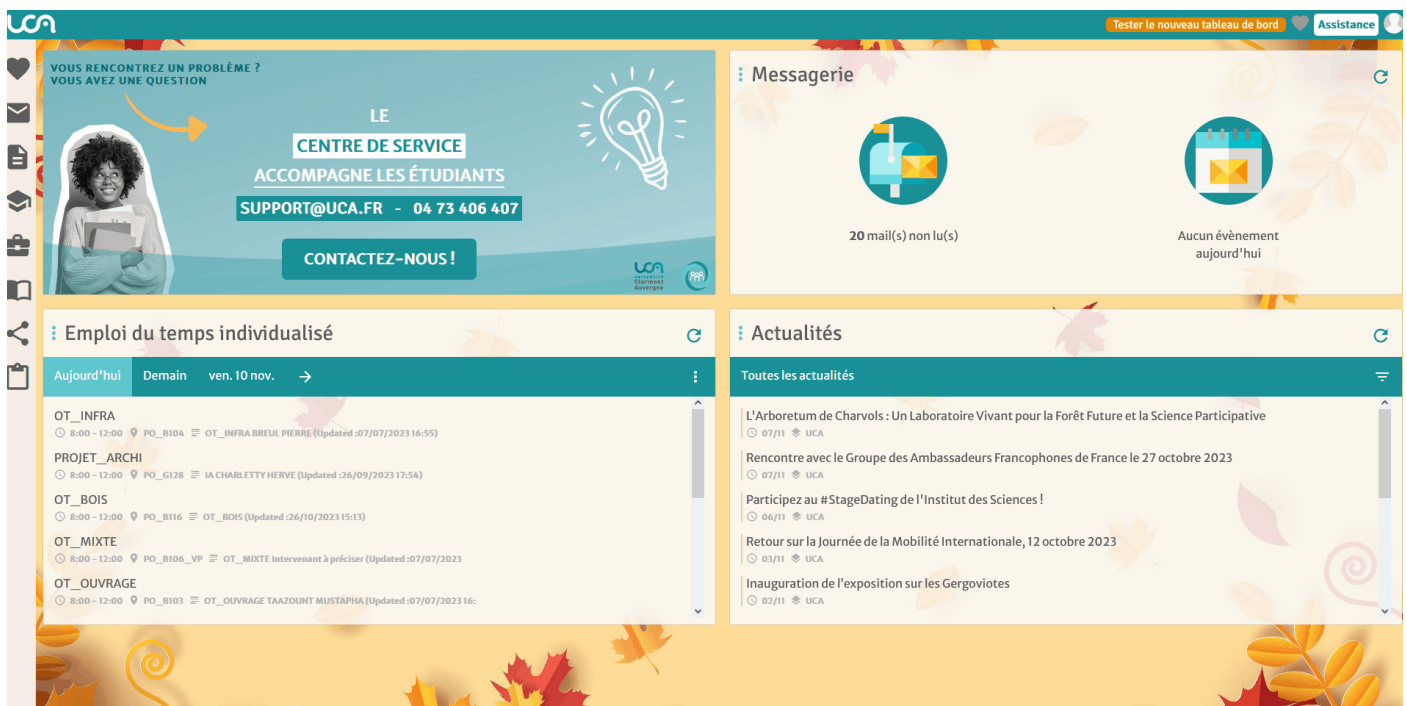 UCA
Tester le nouveau tableau de bord
Assistance
VOUS RENCONTREZ UN PROBLÈME ?
VOUS AVEZ UNE QUESTION
LE
CENTRE DE SERVICE
ACCOMPAGNE LES ÉTUDIANTS
SUPPORT@UCA.FR - 04 73 406 407
CONTACTEZ-NOUS !
UCA
UNIVERSITÉ
Clermont
Auvergne
Messagerie
20 mail(s) non lu(s)
Aucun évènement
aujourd'hui
Emploi du temps individualisé
Aujourd'hui Demain ven. 10 nov.
OT_INFRA
8:00 - 12:00 PO_B104 OT_INFRA BREUL PIERRE (Updated :07/07/2023 16:55)
PROJET_ARCHI
8:00 - 12:00 PO_G128 IA CHARLETTY HERVE (Updated :26/09/2023 17:54)
OT_BOIS
8:00 - 12:00 PO_B116 OT_BOIS (Updated :26/10/2023 15:13)
OT_MIXTE
8:00 - 12:00 PO_B106_VP OT_MIXTE Intervenant à préciser (Updated :07/07/2023
OT_OUVRAGE
8:00 - 12:00 PO_B103 OT_OUVRAGE TAAZOUNT MUSTAPHA (Updated :07/07/2023 16:
Actualités
Toutes les actualités
L'Arboretum de Charvols : Un Laboratoire Vivant pour la Forêt Future et la Science Participative
07/11 UCA
Rencontre avec le Groupe des Ambassadeurs Francophones de France le 27 octobre 2023
07/11 UCA
Participez au #StageDating de l'Institut des Sciences !
06/11 UCA
Retour sur la Journée de la Mobilité Internationale, 12 octobre 2023
03/11 UCA
Inauguration de l'exposition sur les Gergoviotes
02/11 UCA